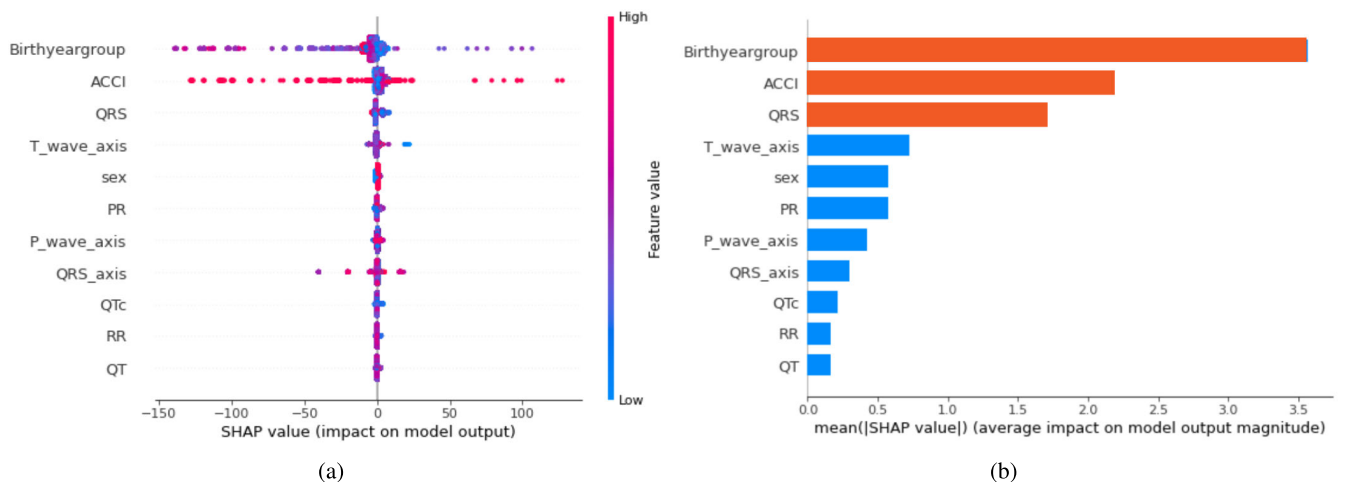 Birthyeargroup
ACCI
QRS
T_wave_axis
sex
PR
P_wave_axis
QRS_axis
QTc
RR
QT
−150 −100 −50 0 50 100
SHAP value (impact on model output)
High
Low
Feature value
(a)
Birthyeargroup
ACCI
QRS
T_wave_axis
sex
PR
P_wave_axis
QRS_axis
QTc
RR
QT
0.0 0.5 1.0 1.5 2.0 2.5 3.0 3.5
mean(|SHAP value|) (average impact on model output magnitude)
(b)